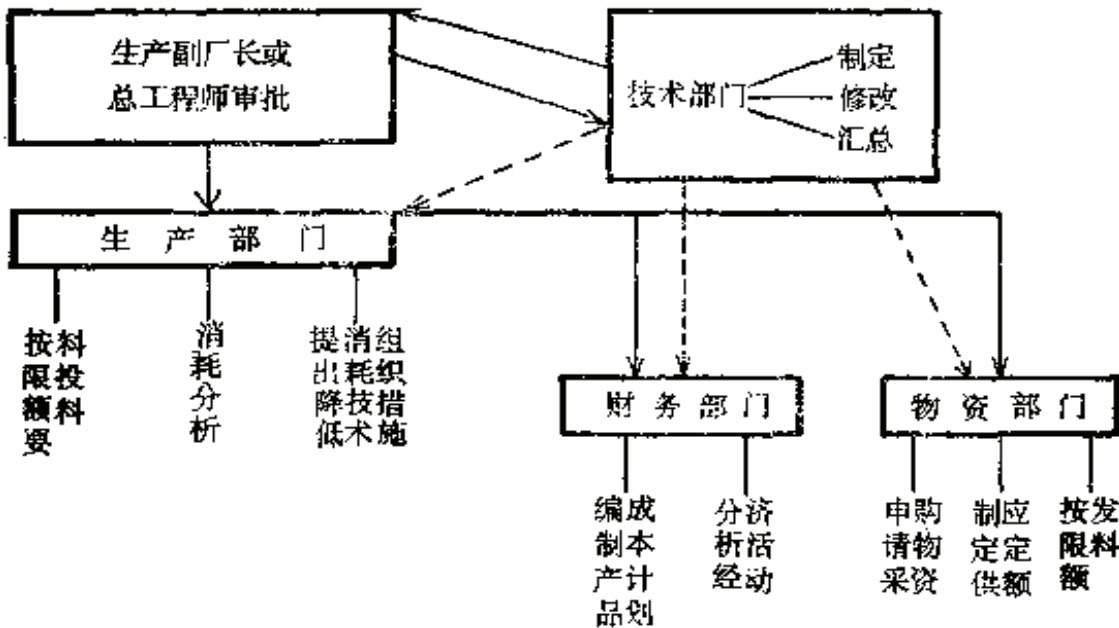 生产副厂长或
总工程师审批
技术部门
制定
修改
汇总
生产部门
按限额要
料投料
消耗分析
提出降低
消耗技术
组织措施
财务部门
编制产品
成本计划
分析经
济活动
物资部门
申请采
购物资
制定供
应定额
按限额
发料